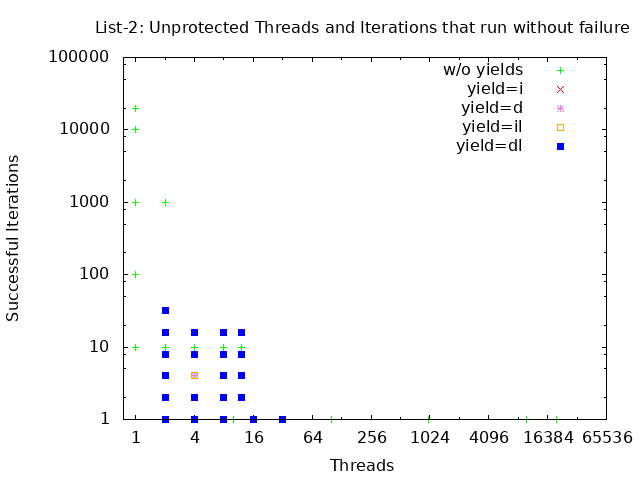 List-2: Unprotected Threads and Iterations that run without failure
100000
10000
1000
100
10
1
Successful Iterations
w/o yields
yield=i
yield=d
yield=il
yield=dl
1 4 16 64 256 1024 4096 16384 65536
Threads